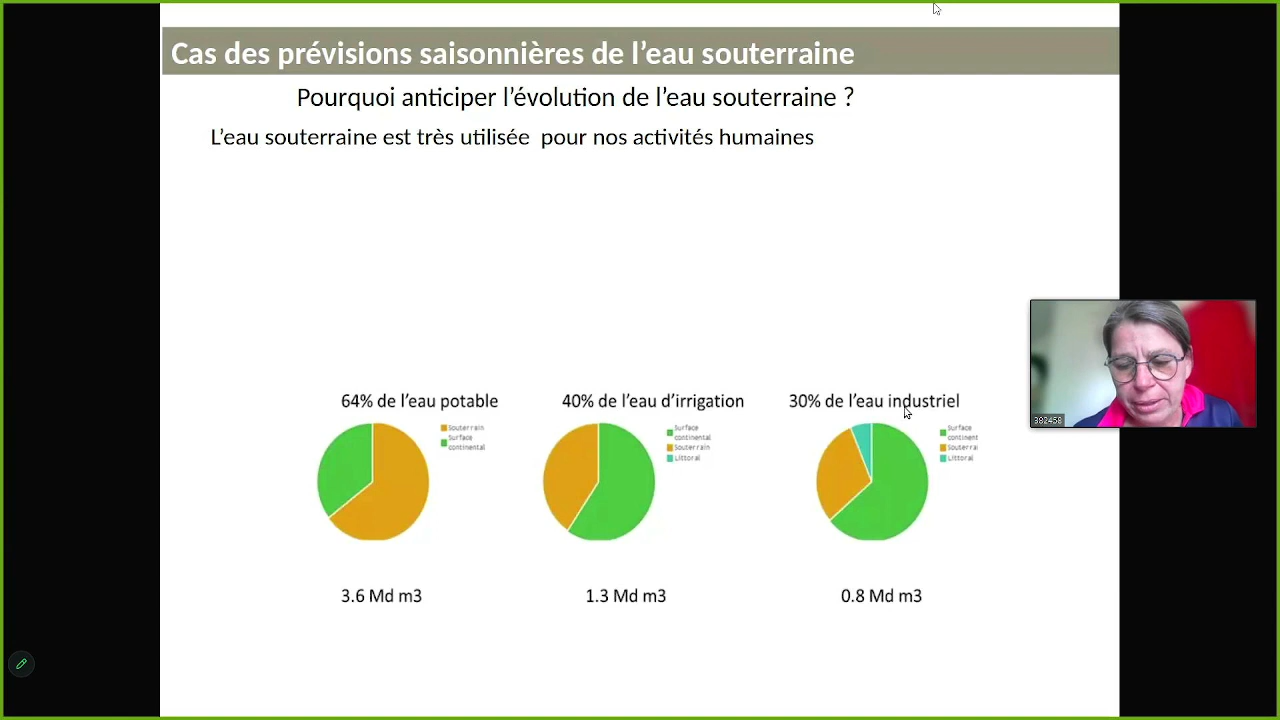 Cas des prévisions saisonnières de l'eau souterraine
Pourquoi anticiper l'évolution de l'eau souterraine ?
L'eau souterraine est très utilisée pour nos activités humaines
64% de l'eau potable
Souterrain
Surface
continental
3.6 Md m3
40% de l'eau d'irrigation
Surface
continental
Souterrain
Littoral
1.3 Md m3
30% de l'eau industriel
Surface
continent
Souterrai
Littoral
0.8 Md m3
382458